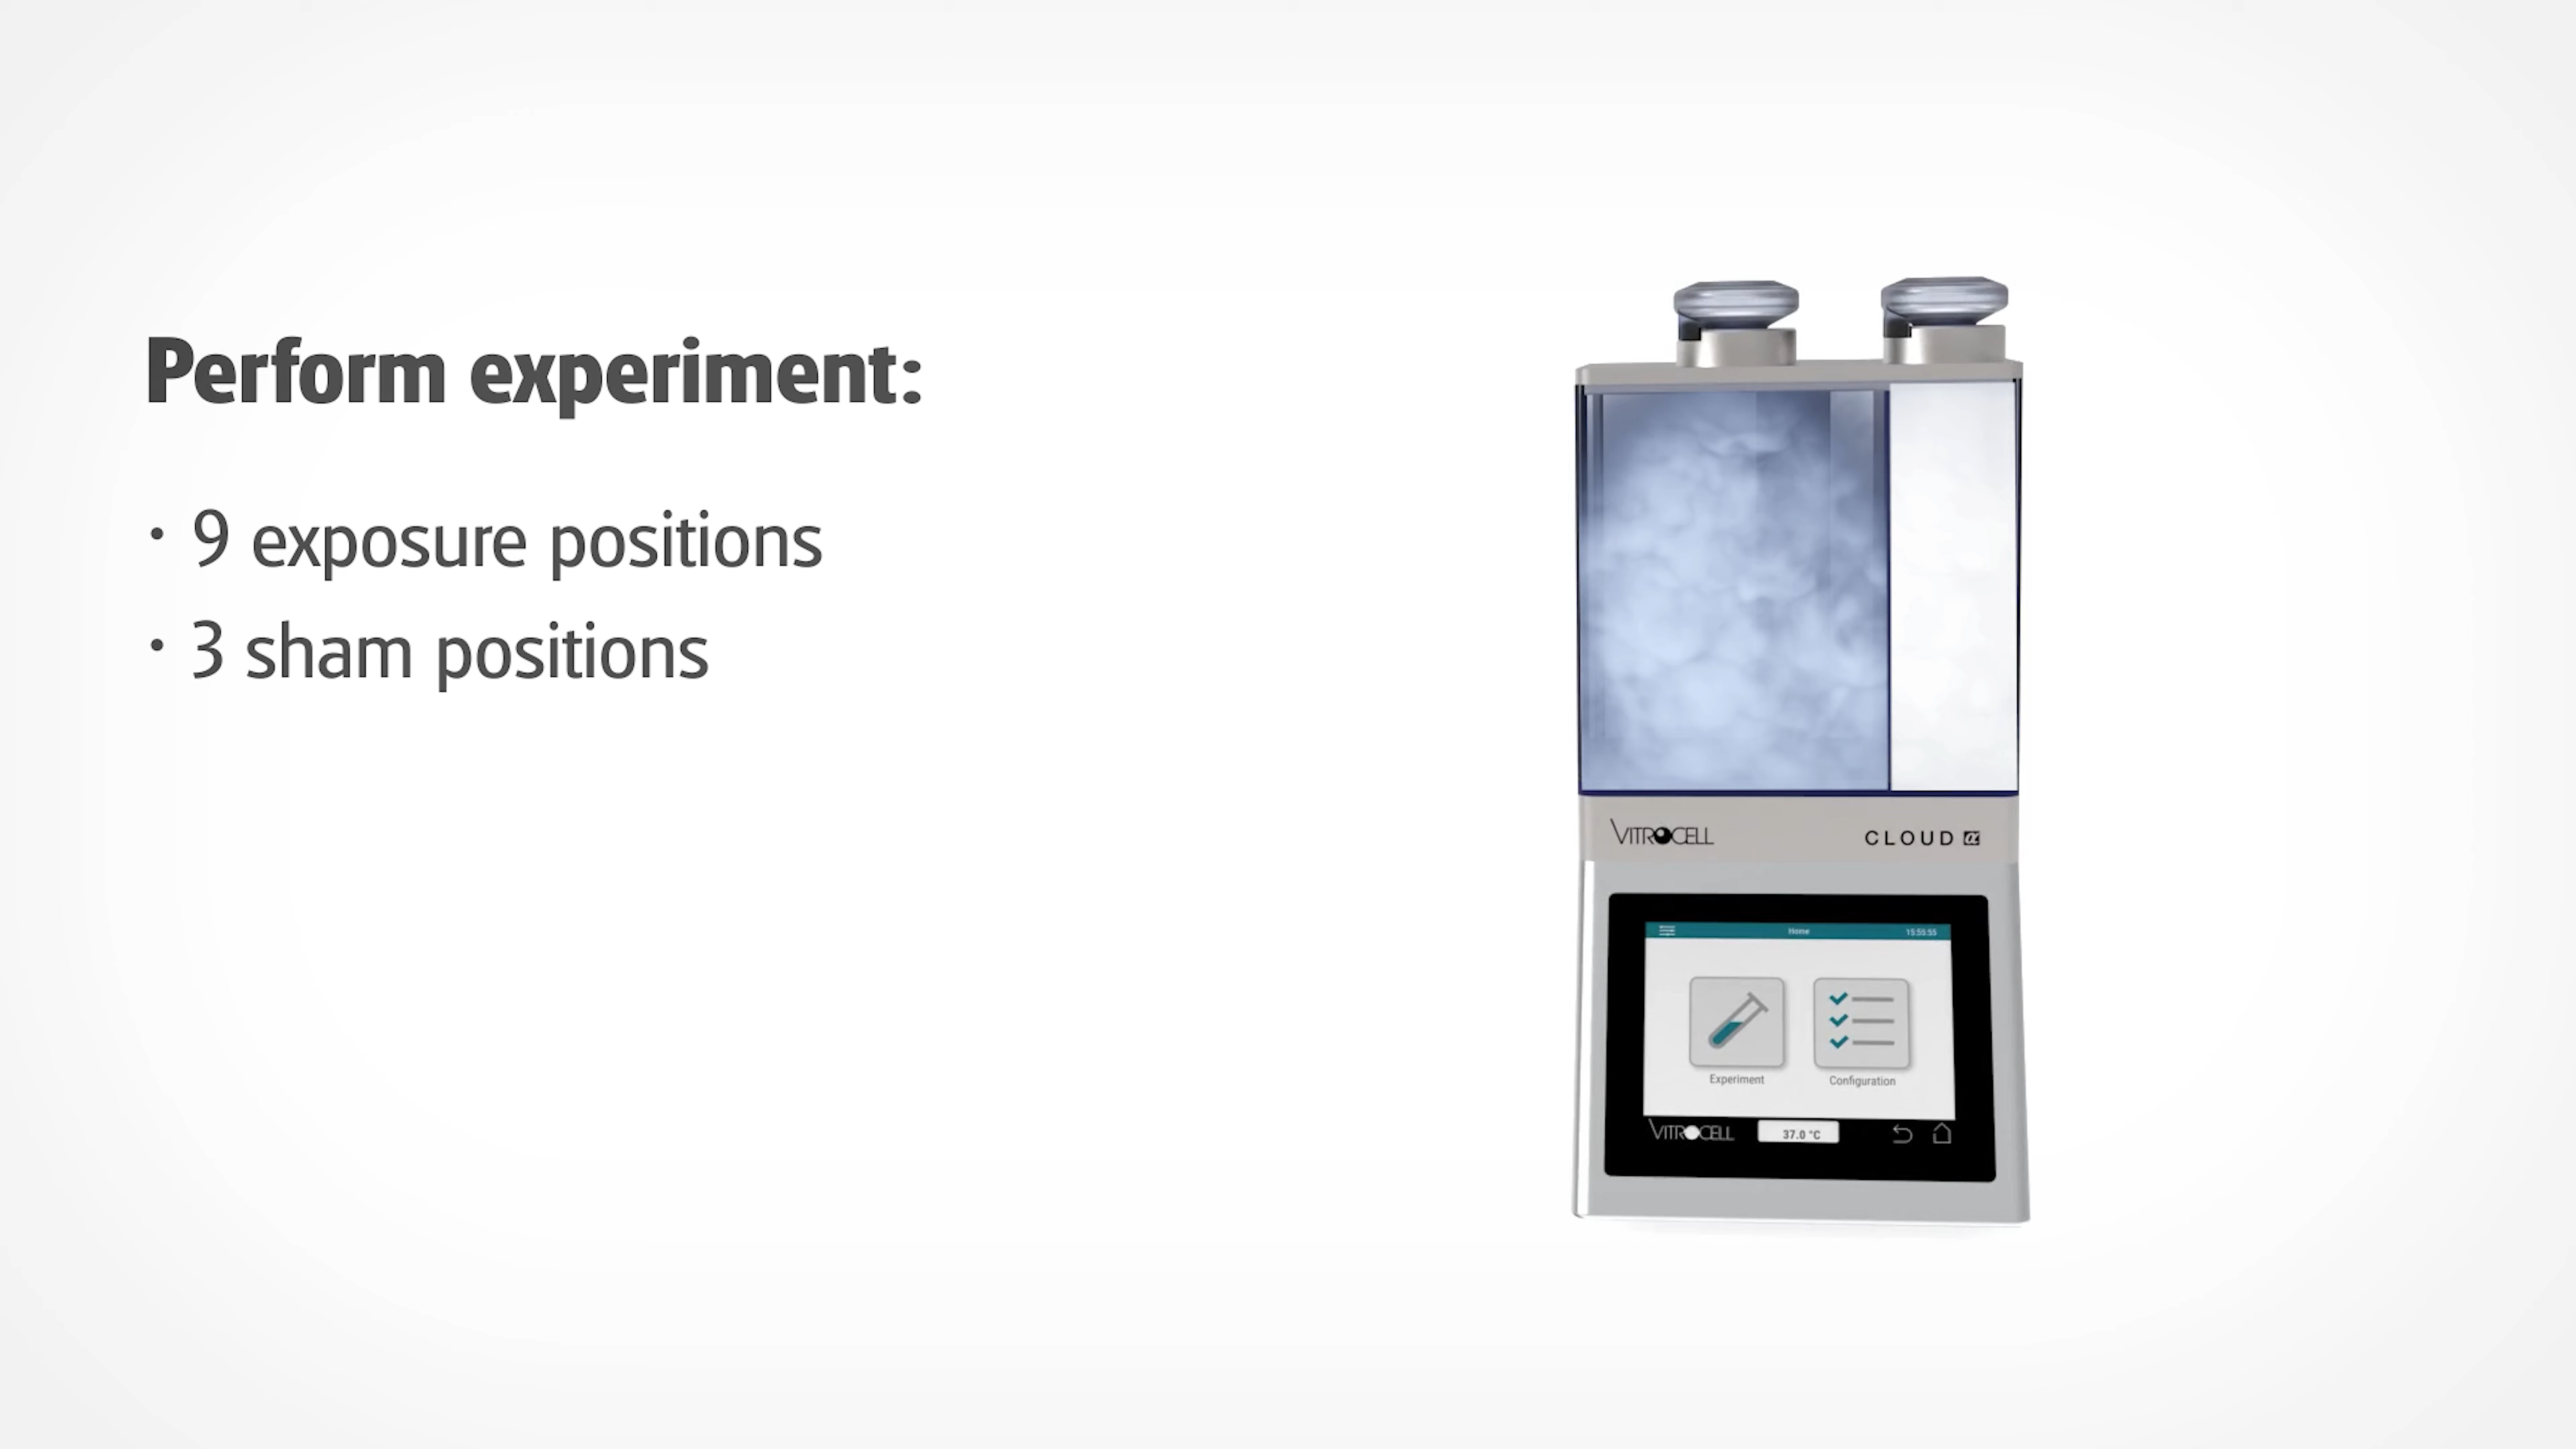 Perform experiment:
· 9 exposure positions
· 3 sham positions
VITROCELL
CLOUD α
Home
15:55:55
Experiment
Configuration
VITROCELL
37.0 °C